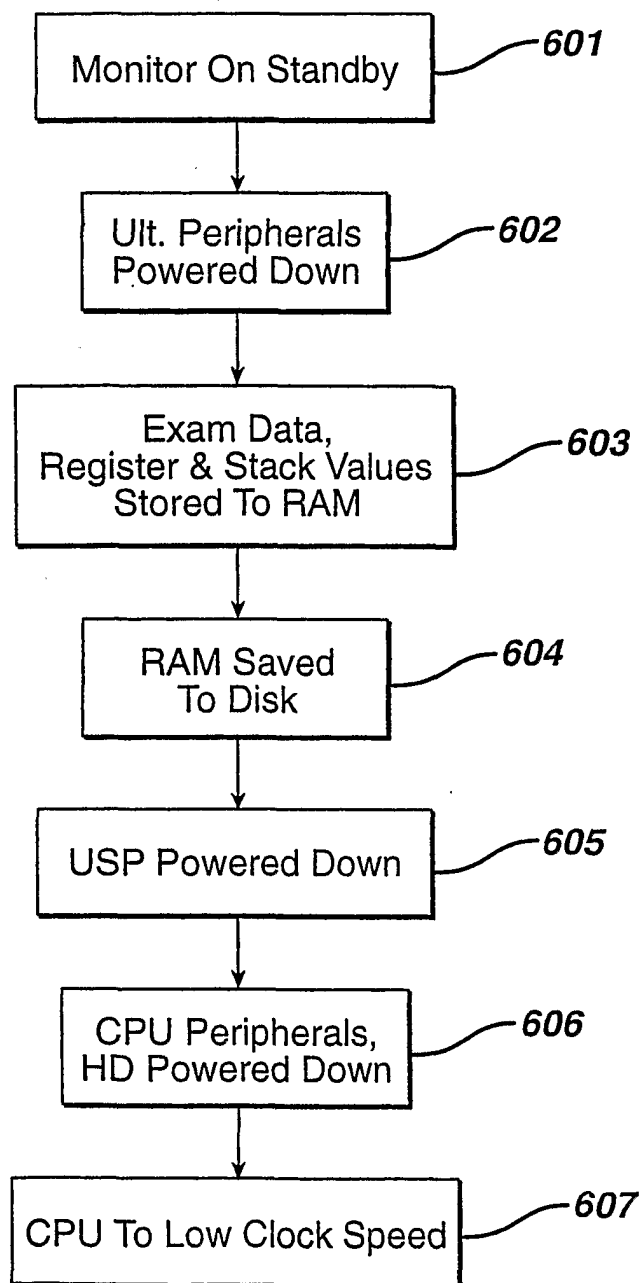 Monitor On Standby
601
Ult. Peripherals
Powered Down
602
Exam Data,
Register & Stack Values
Stored To RAM
603
RAM Saved
To Disk
604
USP Powered Down
605
CPU Peripherals,
HD Powered Down
606
CPU To Low Clock Speed
607